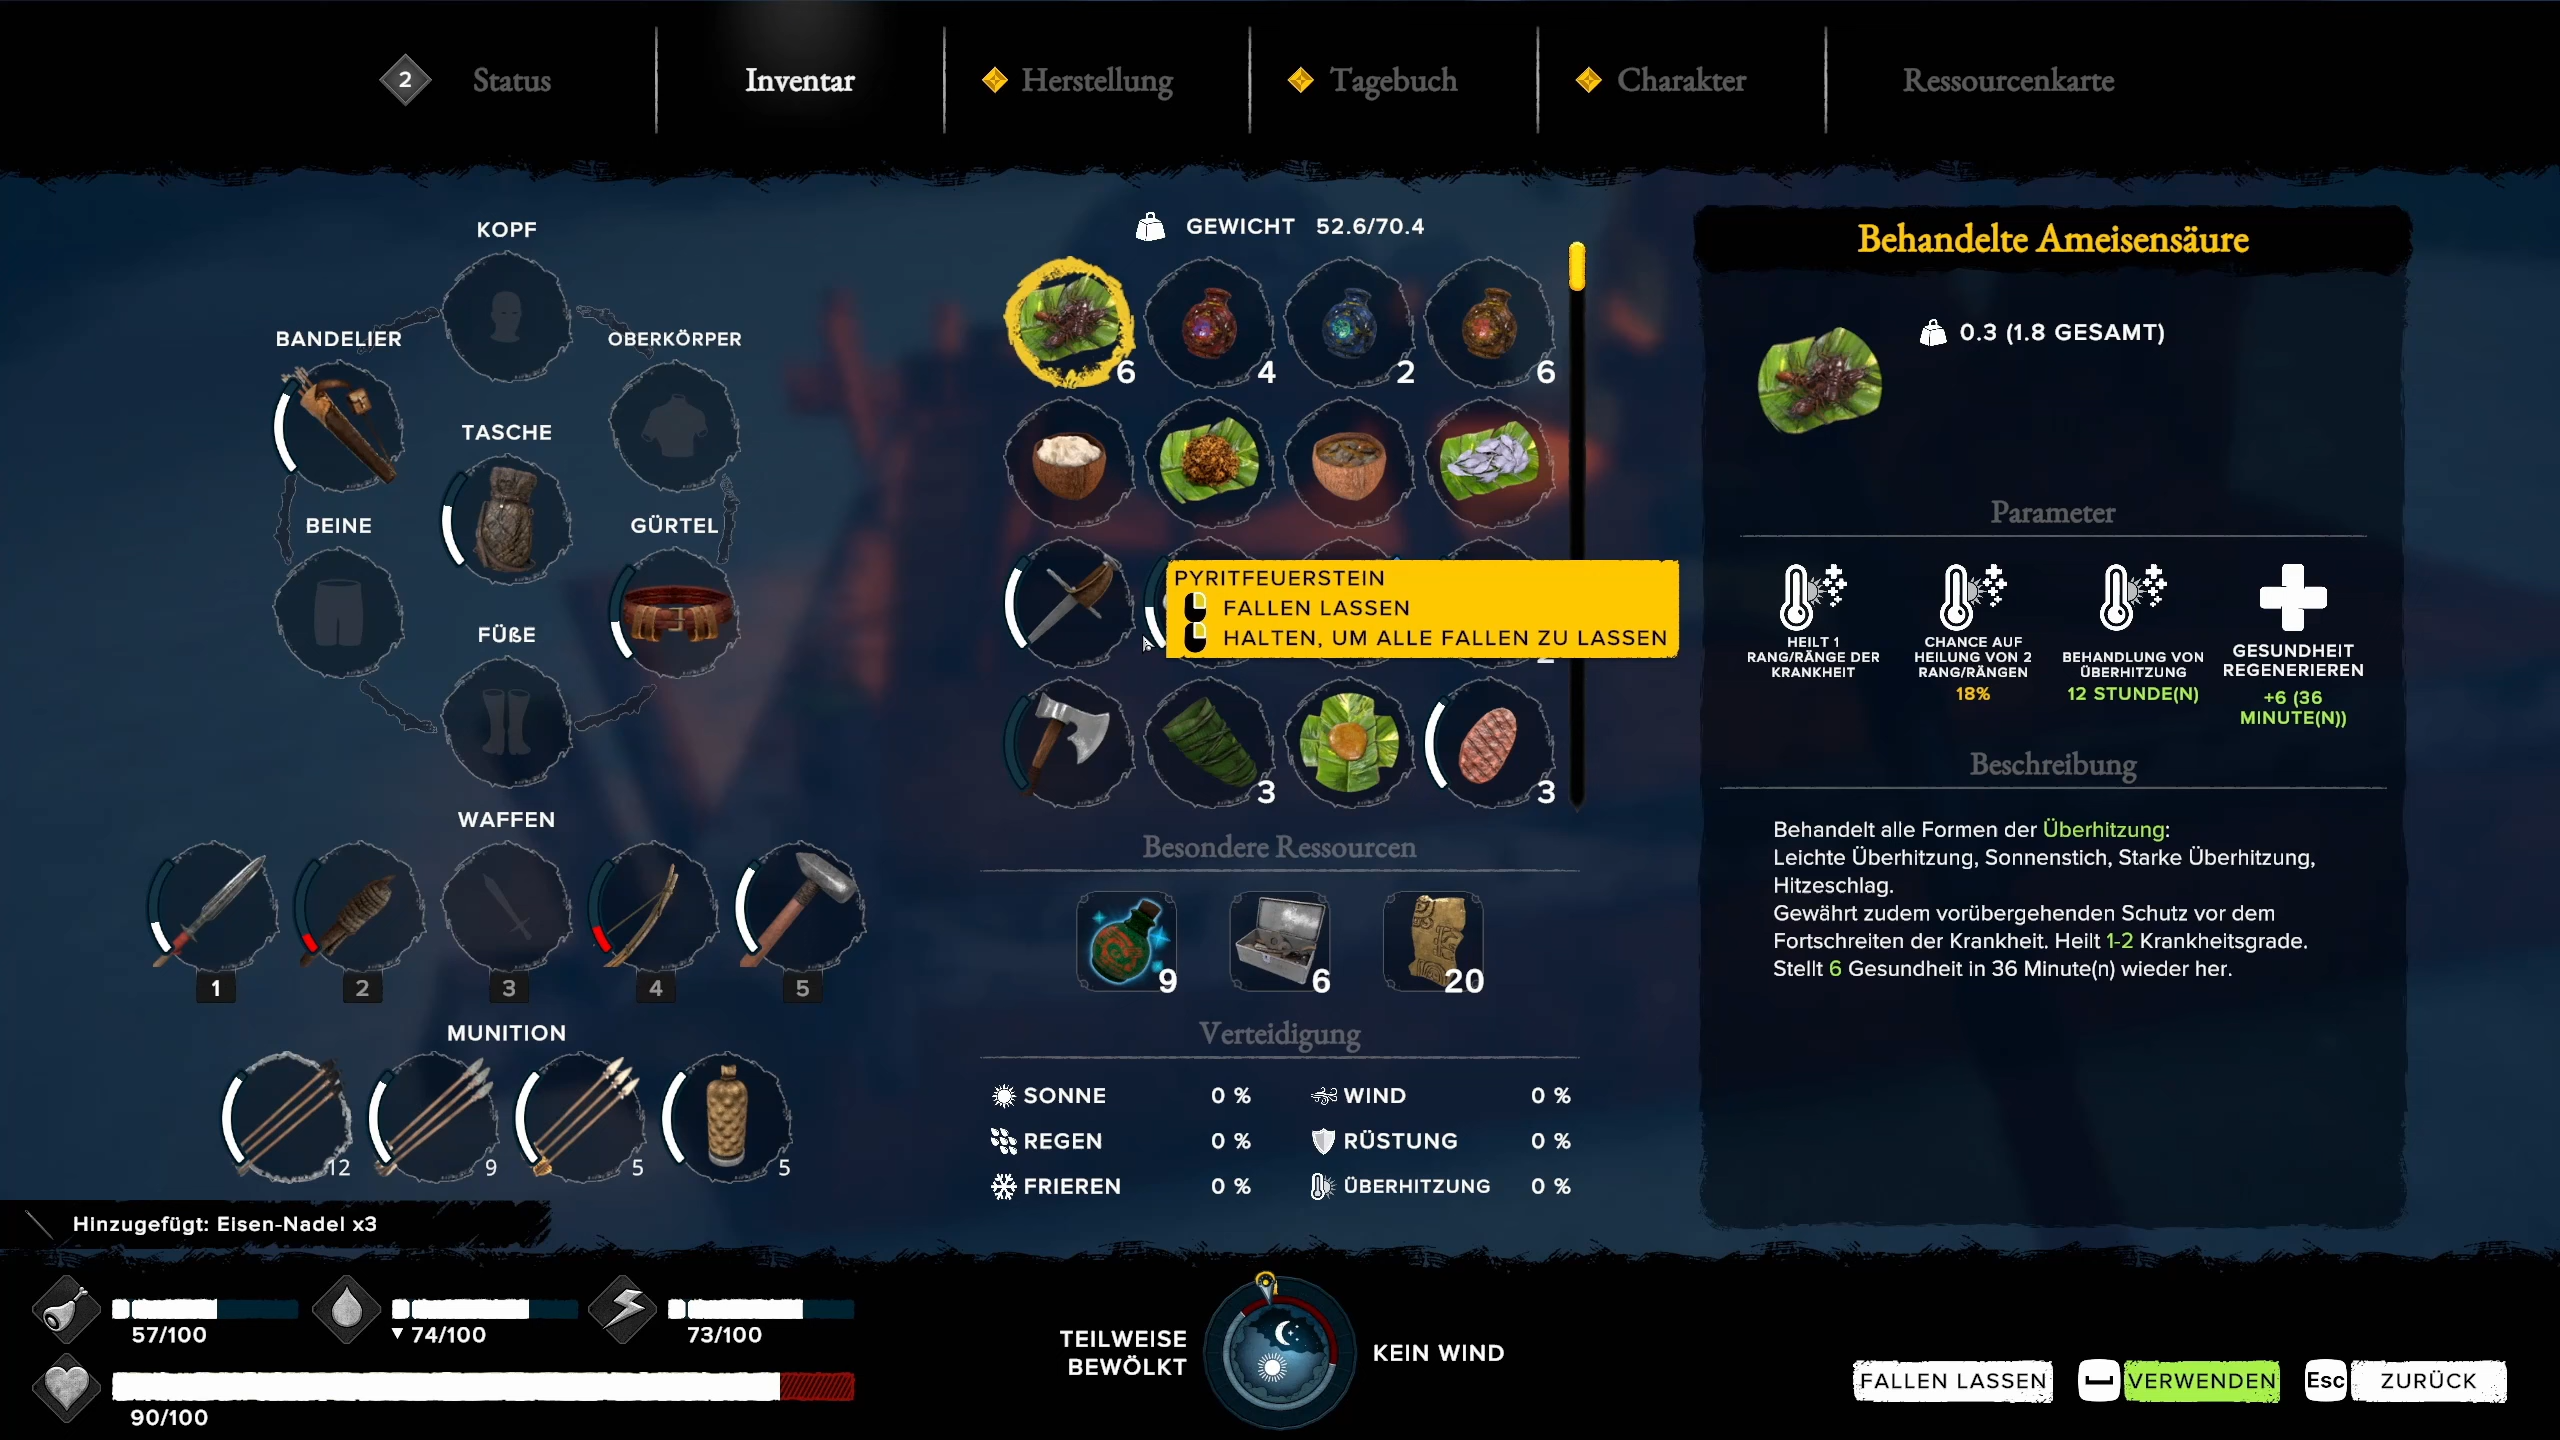 2 Status Inventar Herstellung Tagebuch Charakter Ressourcenkarte
KOPF
BANDELIER
OBERKÖRPER
TASCHE
BEINE
GÜRTEL
FÜßE
WAFFEN
1 2 3 4 5
MUNITION
12 9 5 5
Hinzugefügt: Eisen-Nadel x3
GEWICHT 52.6/70.4
6 4 2 6
PYRITFEUERSTEIN
FALLEN LASSEN
HALTEN, UM ALLE FALLEN ZU LASSEN
3 3
Besondere Ressourcen
9 6 20
Verteidigung
SONNE 0 % WIND 0 %
REGEN 0 % RÜSTUNG 0 %
FRIEREN 0 % ÜBERHITZUNG 0 %
Behandelte Ameisensäure
0.3 (1.8 GESAMT)
Parameter
HEILT 1
RANG/RÄNGE DER
KRANKHEIT
CHANCE AUF
HEILUNG VON 2
RANG/RÄNGEN
18%
BEHANDLUNG VON
ÜBERHITZUNG
12 STUNDE(N)
GESUNDHEIT
REGENERIEREN
+6 (36
MINUTE(N))
Beschreibung
Behandelt alle Formen der Überhitzung:
Leichte Überhitzung, Sonnenstich, Starke Überhitzung,
Hitzeschlag.
Gewährt zudem vorübergehenden Schutz vor dem
Fortschreiten der Krankheit. Heilt 1-2 Krankheitsgrade.
Stellt 6 Gesundheit in 36 Minute(n) wieder her.
57/100 74/100 73/100
90/100
TEILWEISE
BEWÖLKT
KEIN WIND
FALLEN LASSEN VERWENDEN Esc ZURÜCK